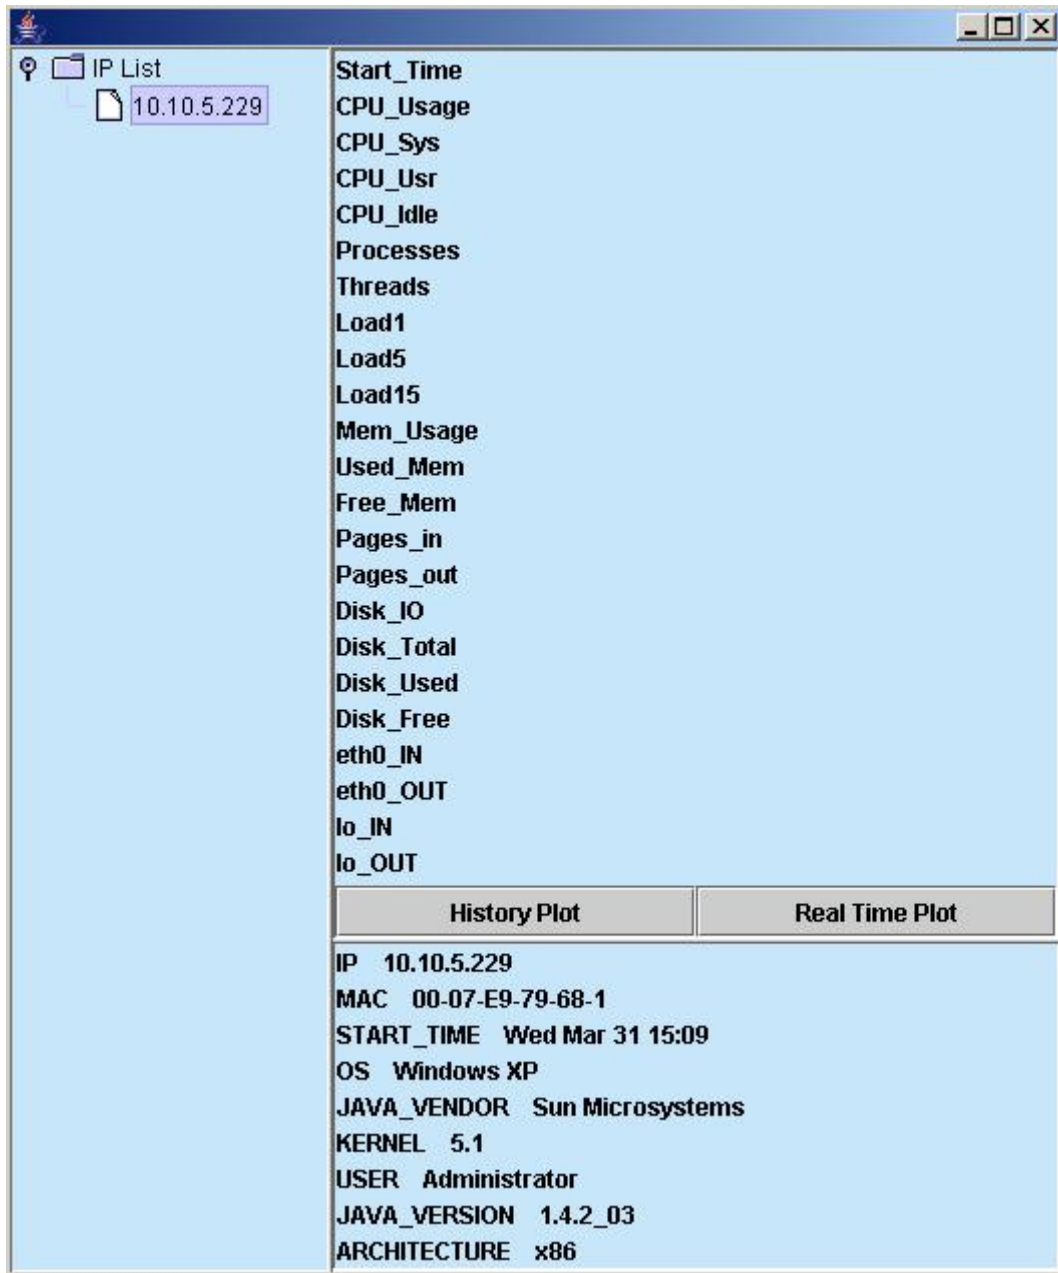 IP List
10.10.5.229
Start_Time
CPU_Usage
CPU_Sys
CPU_Usr
CPU_Idle
Processes
Threads
Load1
Load5
Load15
Mem_Usage
Used_Mem
Free_Mem
Pages_in
Pages_out
Disk_IO
Disk_Total
Disk_Used
Disk_Free
eth0_IN
eth0_OUT
lo_IN
lo_OUT
History Plot
Real Time Plot
IP 10.10.5.229
MAC 00-07-E9-79-68-1
START_TIME Wed Mar 31 15:09
OS Windows XP
JAVA_VENDOR Sun Microsystems
KERNEL 5.1
USER Administrator
JAVA_VERSION 1.4.2_03
ARCHITECTURE x86